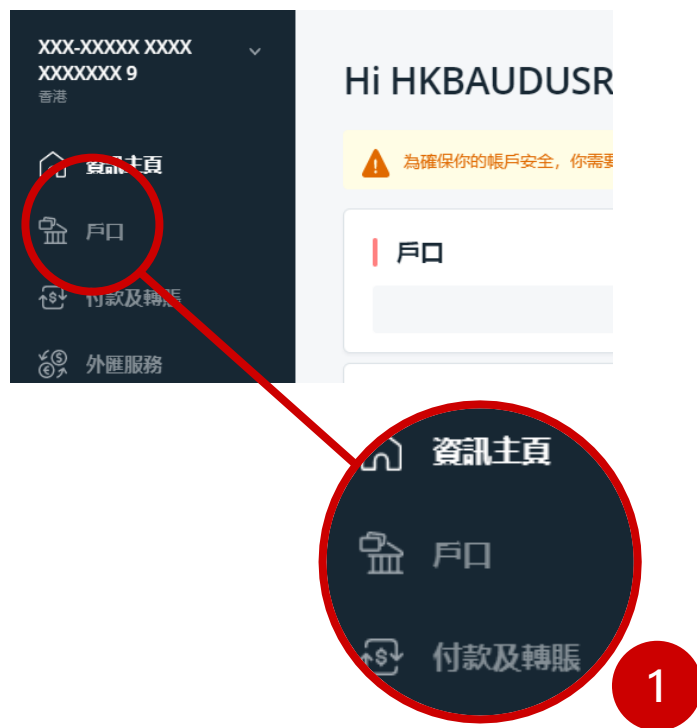 XXX-XXXXX XXXX
XXXXXXX 9
香港
資訊主頁
戶口
付款及轉賬
外匯服務
Hi HKBAUDUSR
為確保你的帳戶安全，你需要
戶口
資訊主頁
戶口
付款及轉賬
1